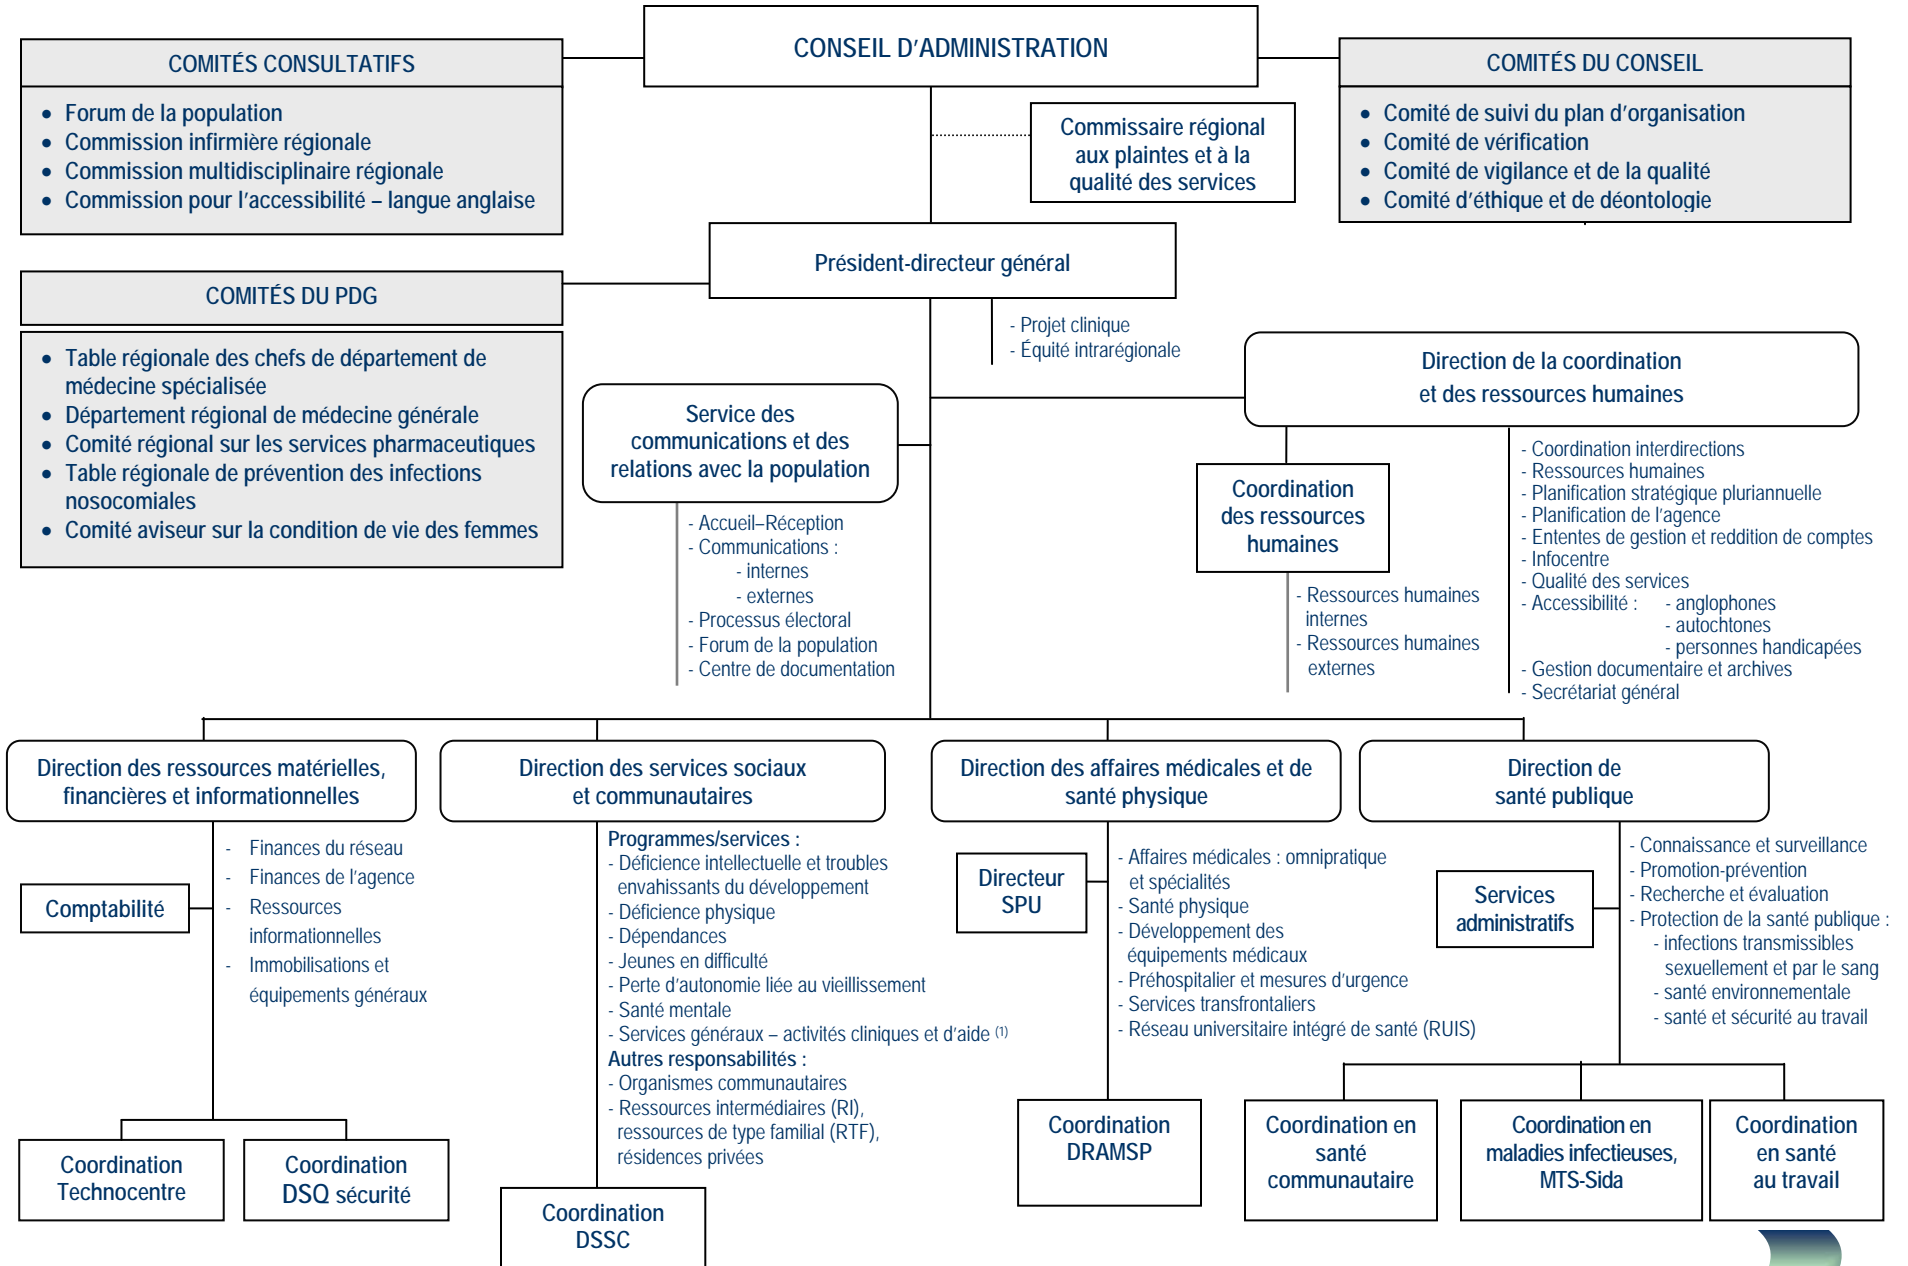 CONSEIL D'ADMINISTRATION
COMITÉS CONSULTATIFS
• Forum de la population
• Commission infirmière régionale
• Commission multidisciplinaire régionale
• Commission pour l'accessibilité – langue anglaise
COMITÉS DU CONSEIL
• Comité de suivi du plan d'organisation
• Comité de vérification
• Comité de vigilance et de la qualité
• Comité d'éthique et de déontologie
Commissaire régional
aux plaintes et à la
qualité des services
Président-directeur général
- Projet clinique
- Équité intrarégionale
COMITÉS DU PDG
• Table régionale des chefs de département de
médecine spécialisée
• Département régional de médecine générale
• Comité régional sur les services pharmaceutiques
• Table régionale de prévention des infections
nosocomiales
• Comité aviseur sur la condition de vie des femmes
Service des
communications et des
relations avec la population
- Accueil–Réception
- Communications :
- internes
- externes
- Processus électoral
- Forum de la population
- Centre de documentation
Direction de la coordination
et des ressources humaines
Coordination
des ressources
humaines
- Ressources humaines
internes
- Ressources humaines
externes
- Coordination interdirections
- Ressources humaines
- Planification stratégique pluriannuelle
- Planification de l'agence
- Ententes de gestion et reddition de comptes
- Infocentre
- Qualité des services
- Accessibilité : - anglophones
- autochtones
- personnes handicapées
- Gestion documentaire et archives
- Secrétariat général
Direction des ressources matérielles,
financières et informationnelles
Comptabilité
- Finances du réseau
- Finances de l'agence
- Ressources
informationnelles
- Immobilisations et
équipements généraux
Coordination
Technocentre
Coordination
DSQ sécurité
Direction des services sociaux
et communautaires
Programmes/services :
- Déficience intellectuelle et troubles
envahissants du développement
- Déficience physique
- Dépendances
- Jeunes en difficulté
- Perte d'autonomie liée au vieillissement
- Santé mentale
- Services généraux – activités cliniques et d'aide (1)
Autres responsabilités :
- Organismes communautaires
- Ressources intermédiaires (RI),
ressources de type familial (RTF),
résidences privées
Coordination
DSSC
Direction des affaires médicales et de
santé physique
Directeur
SPU
- Affaires médicales : omnipratique
et spécialités
- Santé physique
- Développement des
équipements médicaux
- Préhospitalier et mesures d'urgence
- Services transfrontaliers
- Réseau universitaire intégré de santé (RUIS)
Coordination
DRAMSP
Direction de
santé publique
Services
administratifs
- Connaissance et surveillance
- Promotion-prévention
- Recherche et évaluation
- Protection de la santé publique :
- infections transmissibles
sexuellement et par le sang
- santé environnementale
- santé et sécurité au travail
Coordination en
santé
communautaire
Coordination en
maladies infectieuses,
MTS-Sida
Coordination
en santé
au travail